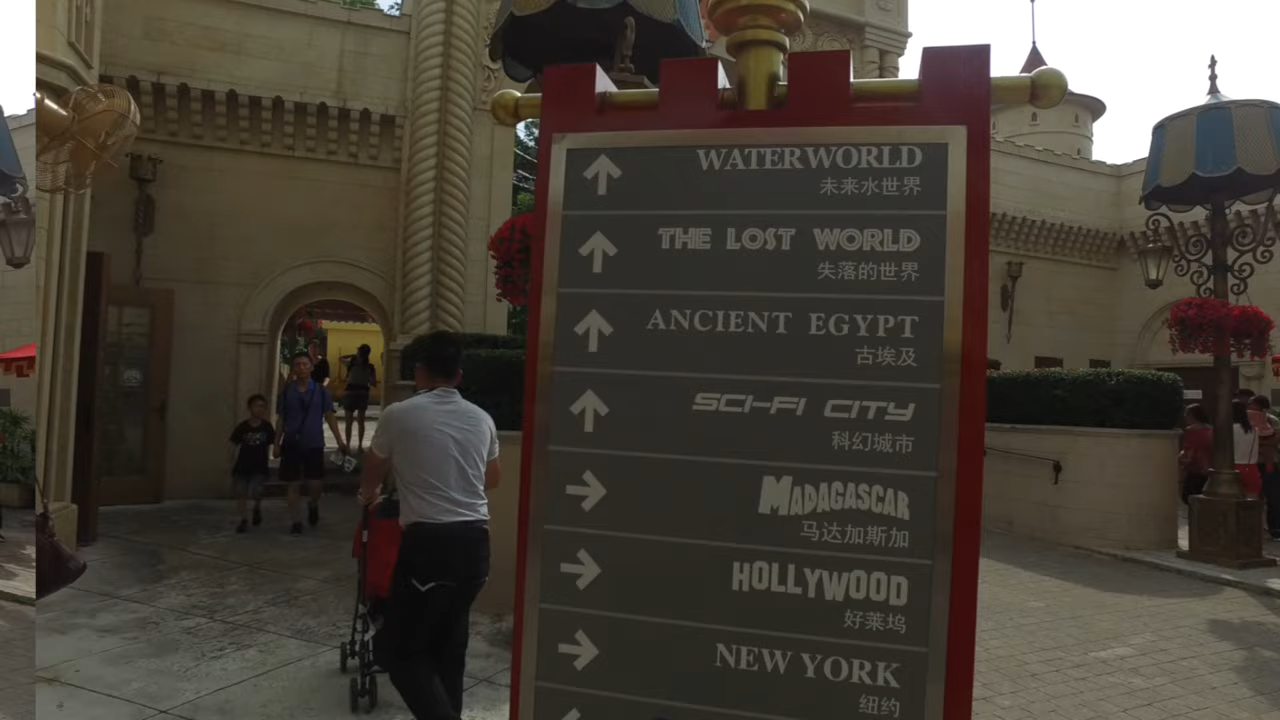 WATERWORLD
未来水世界
THE LOST WORLD
失落的世界
ANCIENT EGYPT
古埃及
SCI-FI CITY
科幻城市
MADAGASCAR
马达加斯加
HOLLYWOOD
好莱坞
NEW YORK
纽约